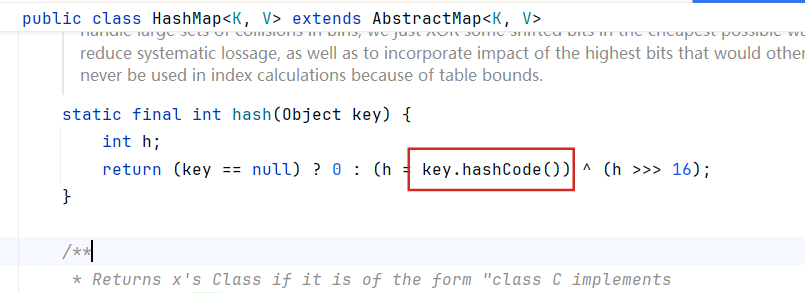 public class HashMap<K, V> extends AbstractMap<K, V>
handle large sets of collisions in bins, we just XOR some shifted bits in the cheapest possible wa
reduce systematic lossage, as well as to incorporate impact of the highest bits that would other
never be used in index calculations because of table bounds.
static final int hash(Object key) {
int h;
return (key == null) ? 0 : (h = key.hashCode()) ^ (h >>> 16);
}
/**
* Returns x's Class if it is of the form "class C implements